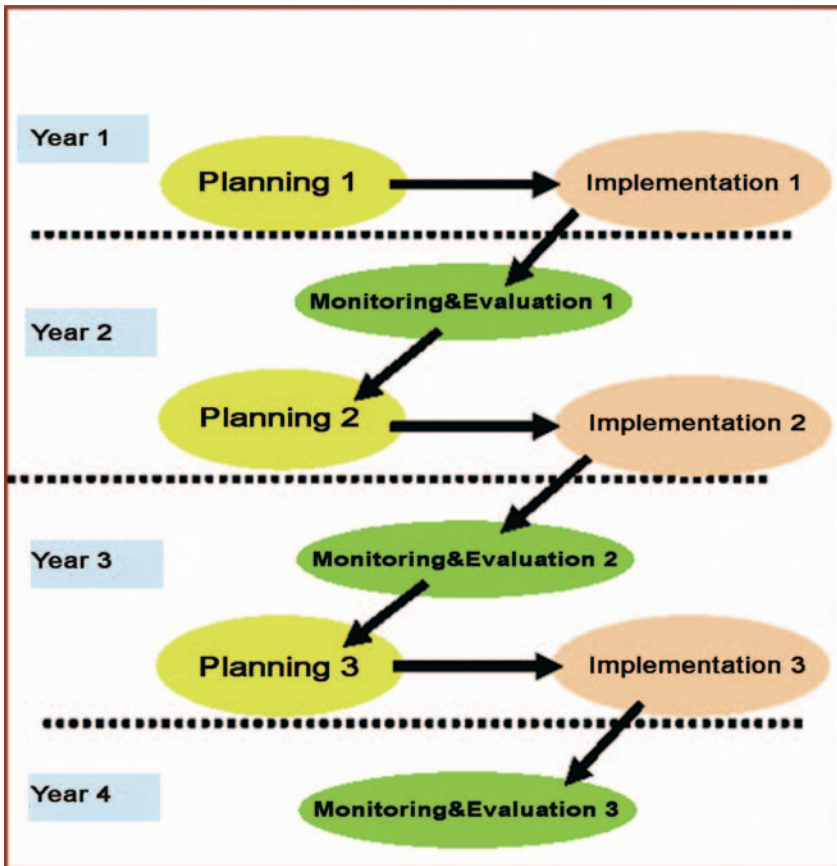 Year 1
Planning 1
Implementation 1
Monitoring&Evaluation 1
Year 2
Planning 2
Implementation 2
Monitoring&Evaluation 2
Year 3
Planning 3
Implementation 3
Year 4
Monitoring&Evaluation 3